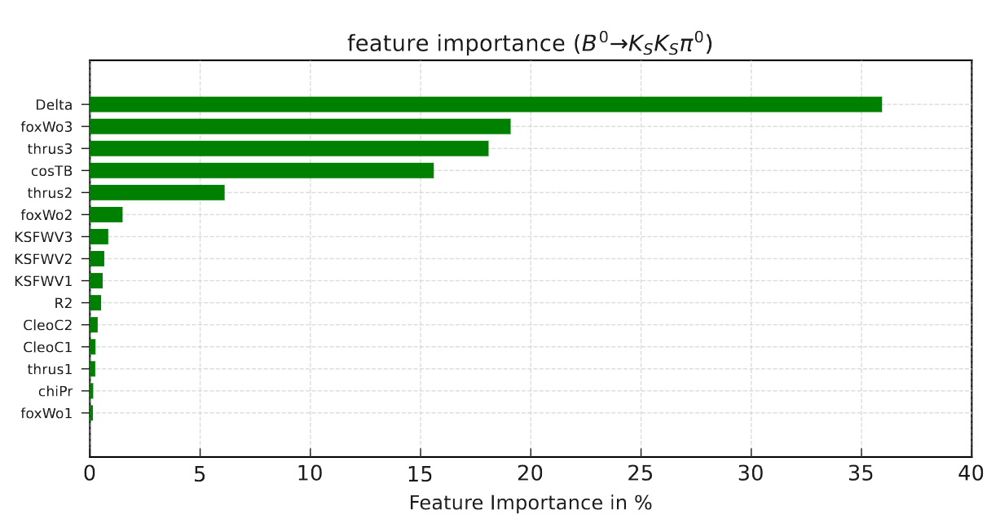 feature importance (B⁰→K_SK_Sπ⁰)
Delta
foxWo3
thrus3
cosTB
thrus2
foxWo2
KSFWV3
KSFWV2
KSFWV1
R2
CleoC2
CleoC1
thrus1
chiPr
foxWo1
0 5 10 15 20 25 30 35 40
Feature Importance in %